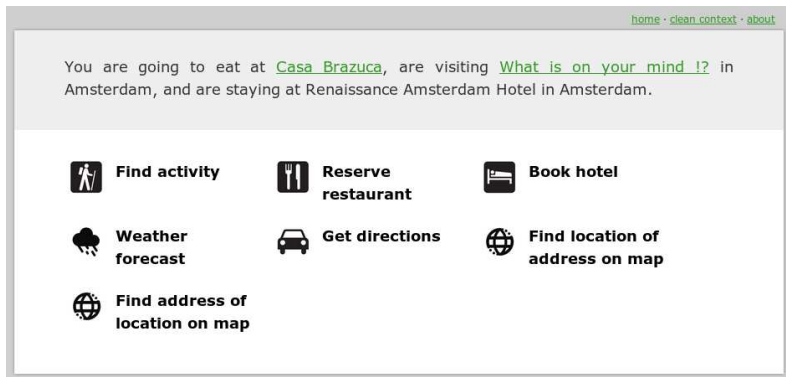 home · clean context · about
You are going to eat at Casa Brazuca, are visiting What is on your mind !? in
Amsterdam, and are staying at Renaissance Amsterdam Hotel in Amsterdam.
Find activity
Reserve
restaurant
Book hotel
Weather
forecast
Get directions
Find location of
address on map
Find address of
location on map